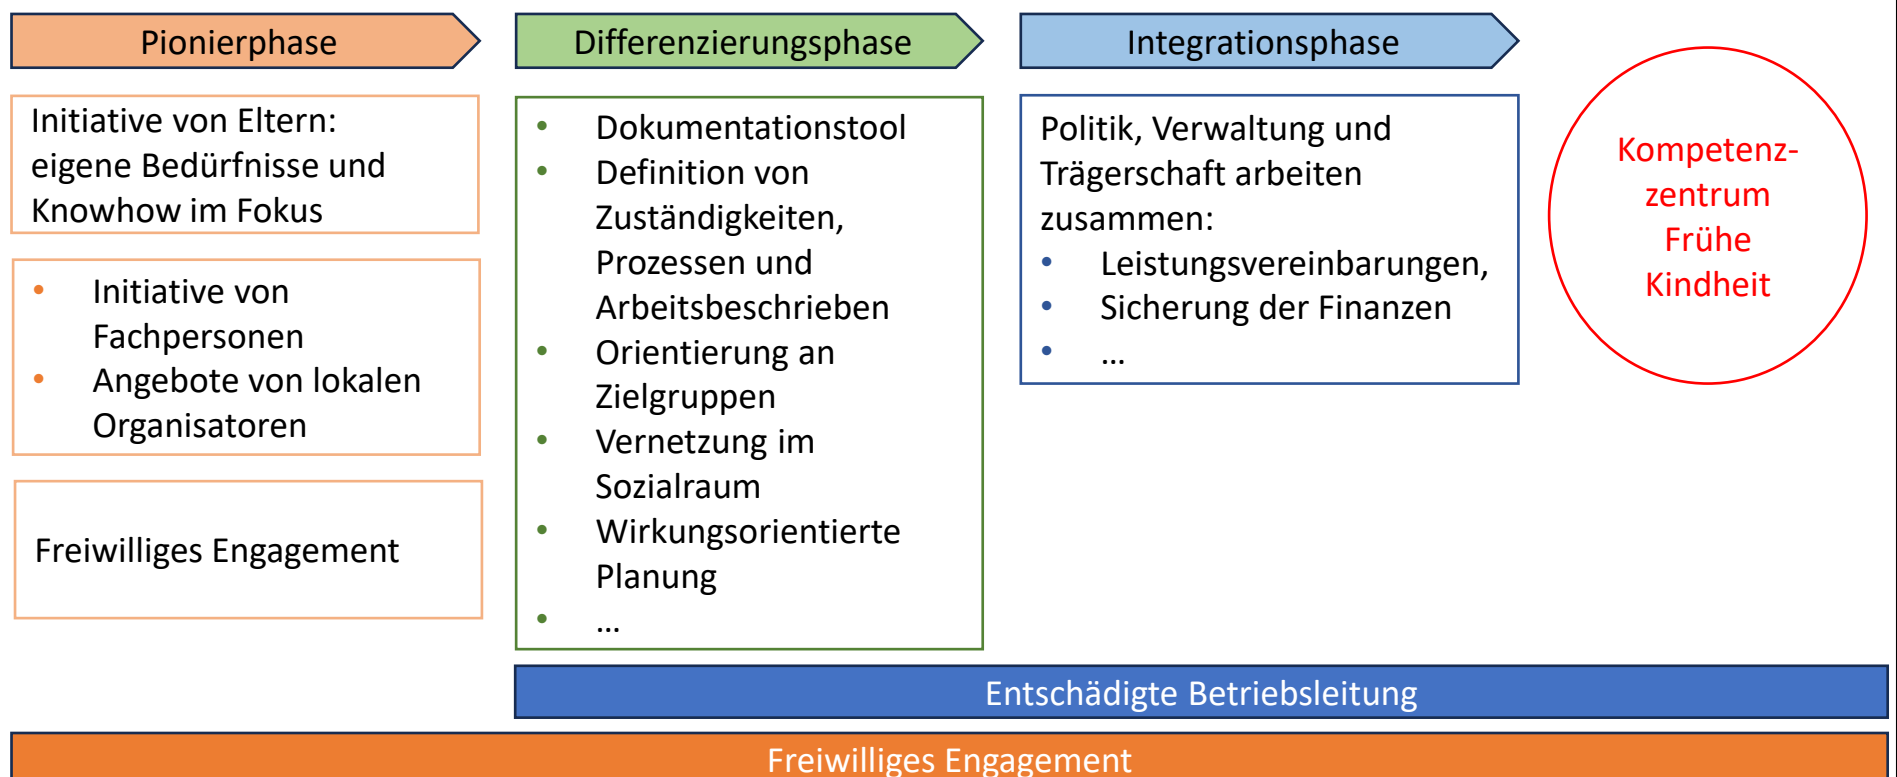 Pionierphase
Initiative von Eltern:
eigene Bedürfnisse und
Knowhow im Fokus
• Initiative von
Fachpersonen
• Angebote von lokalen
Organisatoren
Freiwilliges Engagement
Differenzierungsphase
• Dokumentationstool
• Definition von
Zuständigkeiten,
Prozessen und
Arbeitsbeschrieben
• Orientierung an
Zielgruppen
• Vernetzung im
Sozialraum
• Wirkungsorientierte
Planung
• …
Integrationsphase
Politik, Verwaltung und
Trägerschaft arbeiten
zusammen:
• Leistungsvereinbarungen,
• Sicherung der Finanzen
• …
Kompetenz-
zentrum
Frühe
Kindheit
Entschädigte Betriebsleitung
Freiwilliges Engagement